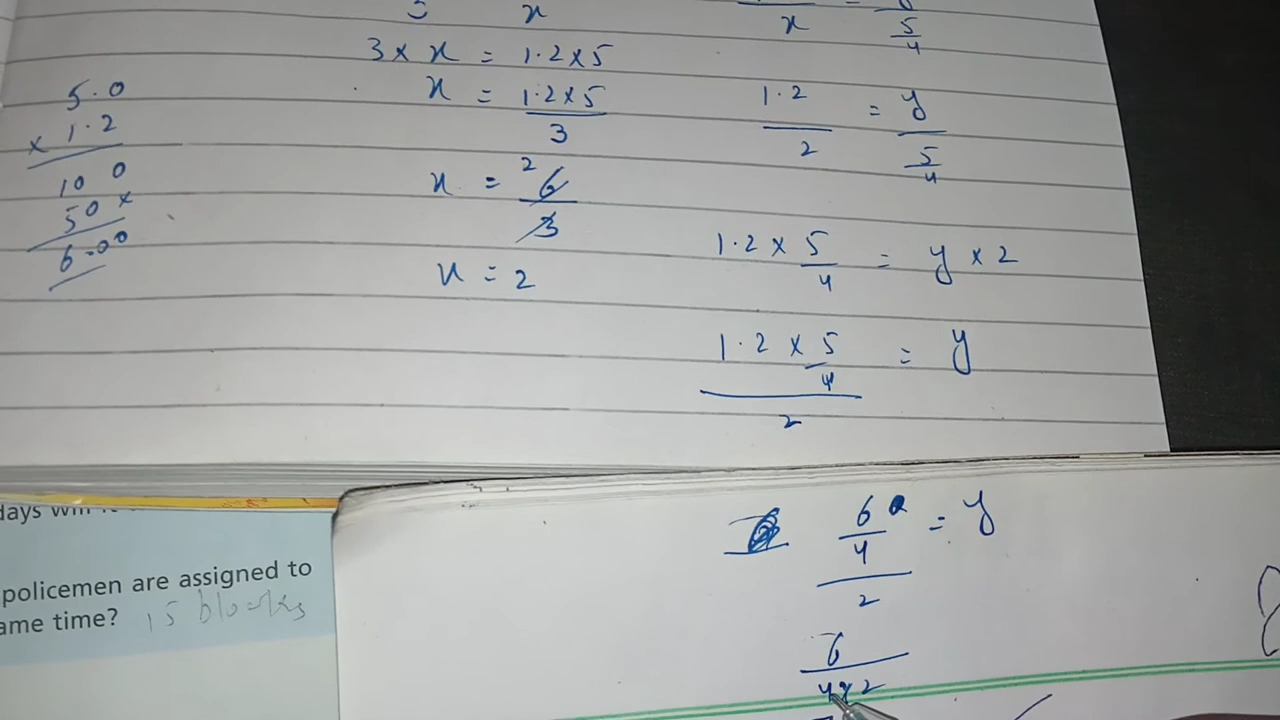 = x
3 × x = 1.2 × 5
x = 1.2 × 5
3
x = 2 6
3
x = 2
5.0
× 1.2
10 0
50 ×
6.00
x
5
4
1.2 = y
2 5
4
1.2 × 5 = y × 2
4
1.2 × 5 = y
4
2
6 = y
4
2
6
4 × 2
policemen are assigned to
ame time? 15 blocks